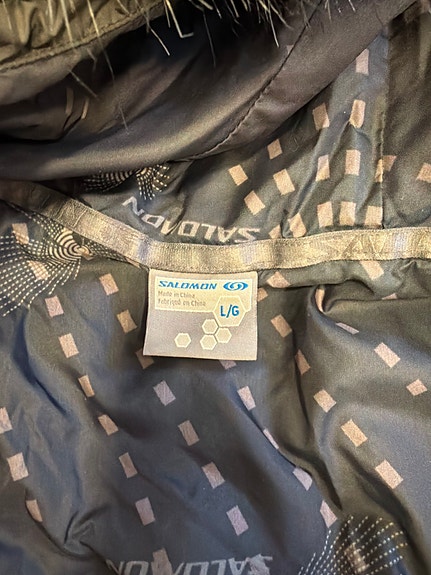 SALOMON
SALOMON
Made in China
Fabriqué en Chine
L/G
SALOMON